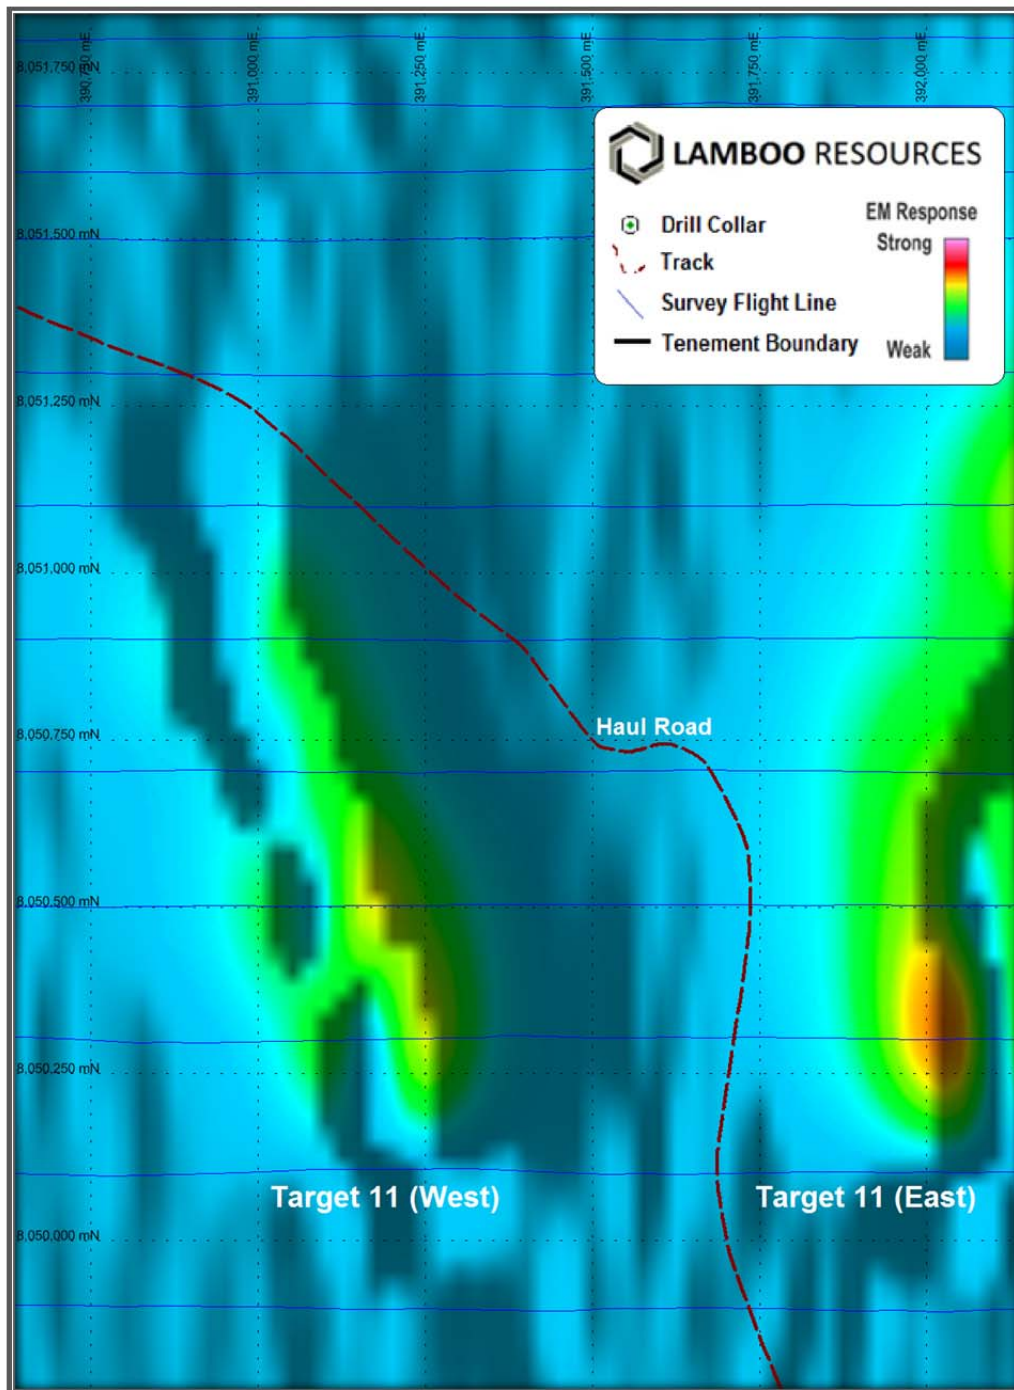 390,750 mE
391,000 mE
391,250 mE
391,500 mE
391,750 mE
392,000 mE
8,051,750 mN
LAMBOO RESOURCES
Drill Collar
Track
Survey Flight Line
Tenement Boundary
EM Response
Strong
Weak
8,051,500 mN
8,051,250 mN
8,051,000 mN
Haul Road
8,050,750 mN
8,050,500 mN
8,050,250 mN
Target 11 (West)
Target 11 (East)
8,050,000 mN